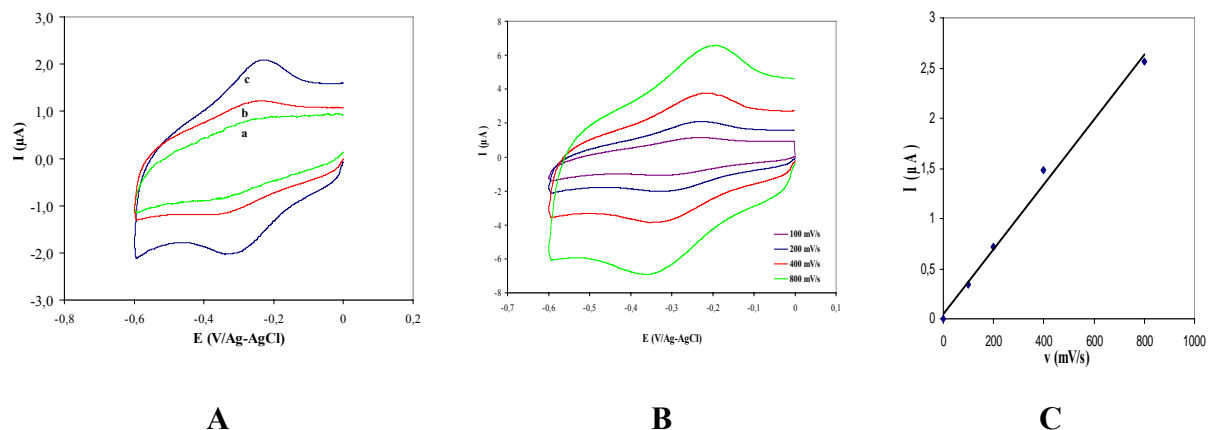 3,0
2,0
1,0
0,0
-1,0
-2,0
-3,0
I (µA)
c
b
a
-0,8
-0,6
-0,4
-0,2
0
0,2
E (V/Ag-AgCl)
A
8
6
4
2
0
-2
-4
-6
-8
I (µA)
100 mV/s
200 mV/s
400 mV/s
800 mV/s
-0,7
-0,6
-0,5
-0,4
-0,3
-0,2
-0,1
0
0,1
E (V/Ag-AgCl)
B
3
2,5
2
1,5
1
0,5
0
I (µ A )
0
200
400
600
800
1000
v (mV/s)
C